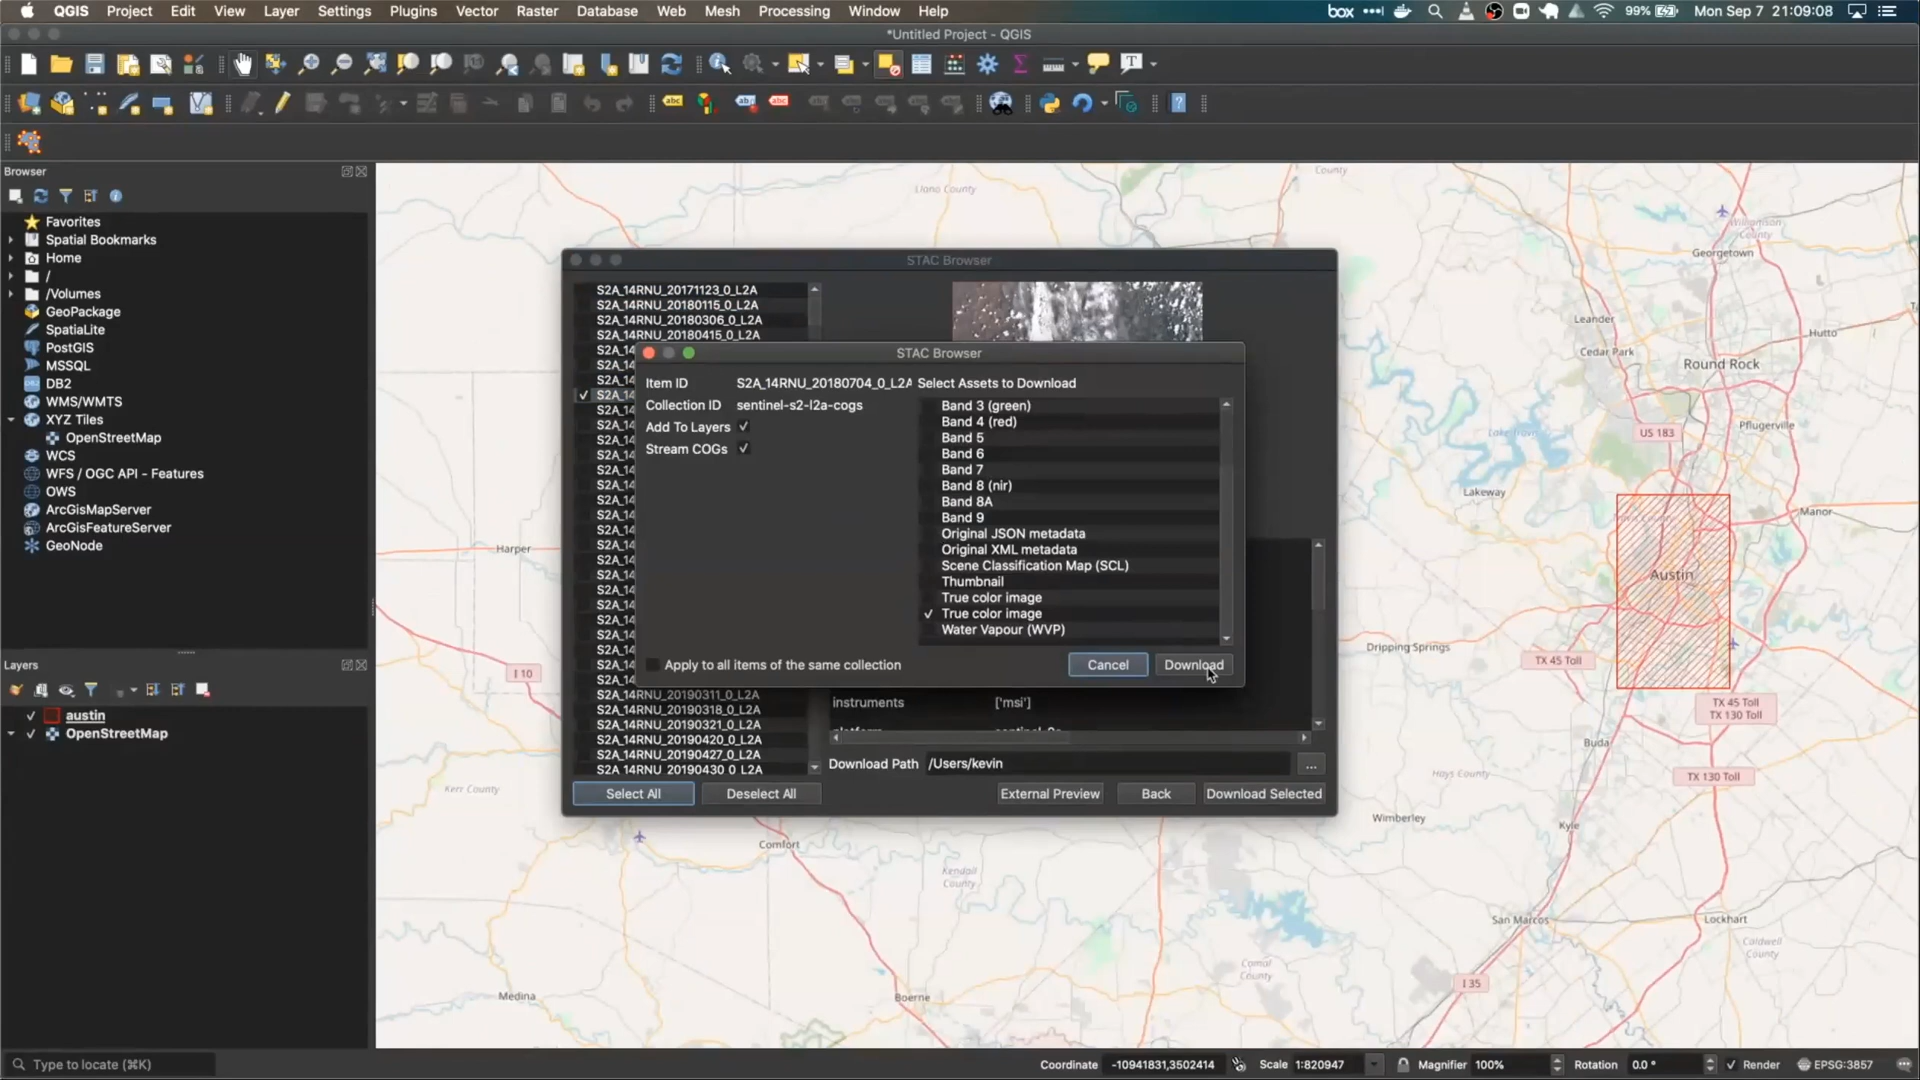 QGIS Project Edit View Layer Settings Plugins Vector Raster Database Web Mesh Processing Window Help
box 99% Mon Sep 7 21:09:08
*Untitled Project - QGIS
Browser
Favorites
Spatial Bookmarks
Home
/
/Volumes
GeoPackage
SpatiaLite
PostGIS
MSSQL
DB2
WMS/WMTS
XYZ Tiles
OpenStreetMap
WCS
WFS / OGC API - Features
OWS
ArcGisMapServer
ArcGisFeatureServer
GeoNode
Layers
austin
OpenStreetMap
STAC Browser
S2A_14RNU_20171123_0_L2A
S2A_14RNU_20180115_0_L2A
S2A_14RNU_20180306_0_L2A
S2A_14RNU_20180415_0_L2A
STAC Browser
Item ID S2A_14RNU_20180704_0_L2A
Collection ID sentinel-s2-l2a-cogs
Add To Layers
Stream COGs
Select Assets to Download
Band 3 (green)
Band 4 (red)
Band 5
Band 6
Band 7
Band 8 (nir)
Band 8A
Band 9
Original JSON metadata
Original XML metadata
Scene Classification Map (SCL)
Thumbnail
True color image
True color image
Water Vapour (WVP)
Apply to all items of the same collection
Cancel Download
S2A_14RNU_20190311_0_L2A
S2A_14RNU_20190318_0_L2A
S2A_14RNU_20190321_0_L2A
S2A_14RNU_20190420_0_L2A
S2A_14RNU_20190427_0_L2A
S2A_14RNU_20190430_0_L2A
instruments ['msi']
Download Path /Users/kevin ...
Select All Deselect All External Preview Back Download Selected
Llano County
County
Williamson County
Georgetown
Leander
Hutto
Cedar Park
Round Rock
Pflugerville
US 183
Lake Travis
Lakeway
Manor
Austin
Harper
Dripping Springs
TX 45 Toll
I 10
TX 45 Toll
TX 130 Toll
Buda
Hays County
TX 130 Toll
Kerr County
Wimberley
Kyle
Comfort
Kendall County
San Marcos
Lockhart
Caldwell County
Comal County
I 35
Medina
Boerne
Type to locate (⌘K)
Coordinate -10941831,3502414 Scale 1:820947 Magnifier 100% Rotation 0.0 ° Render EPSG:3857